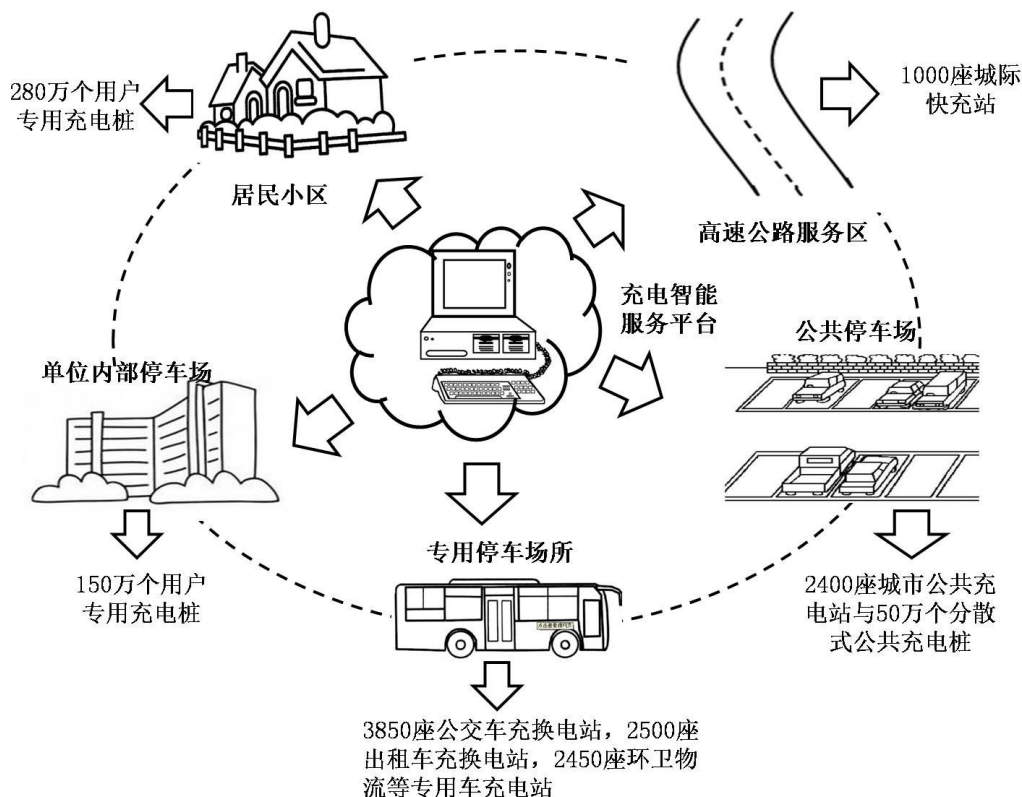 280万个用户
专用充电桩
1000座城际
快充站
居民小区
高速公路服务区
充电智能
服务平台
公共停车场
单位内部停车场
专用停车场所
150万个用户
专用充电桩
2400座城市公共充
电站与50万个分散
式公共充电桩
3850座公交车充换电站，2500座
出租车充换电站，2450座环卫物
流等专用车充电站